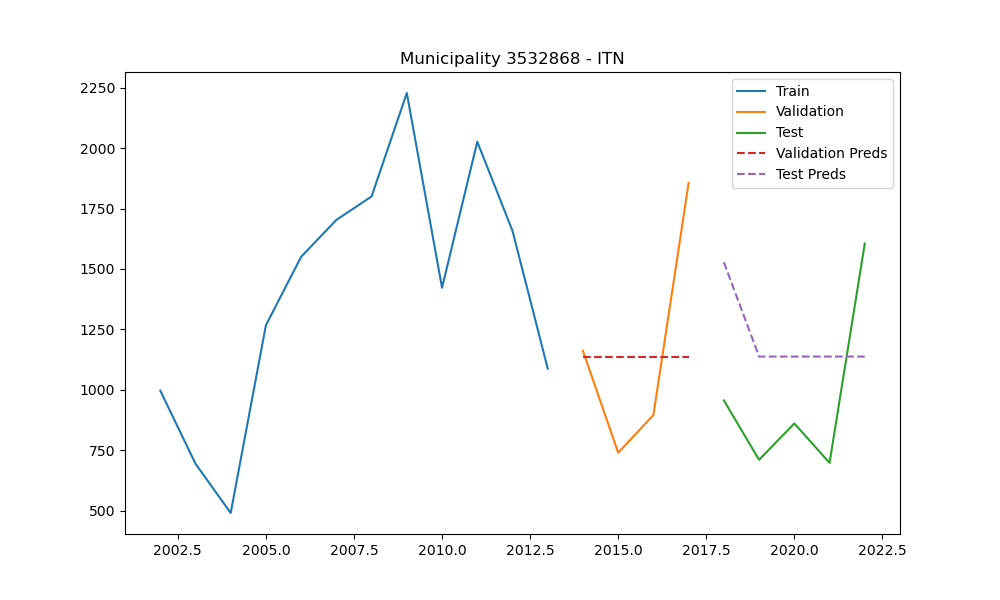 Municipality 3532868 - ITN
Train
Validation
Test
Validation Preds
Test Preds
2250
2000
1750
1500
1250
1000
750
500
2002.5 2005.0 2007.5 2010.0 2012.5 2015.0 2017.5 2020.0 2022.5